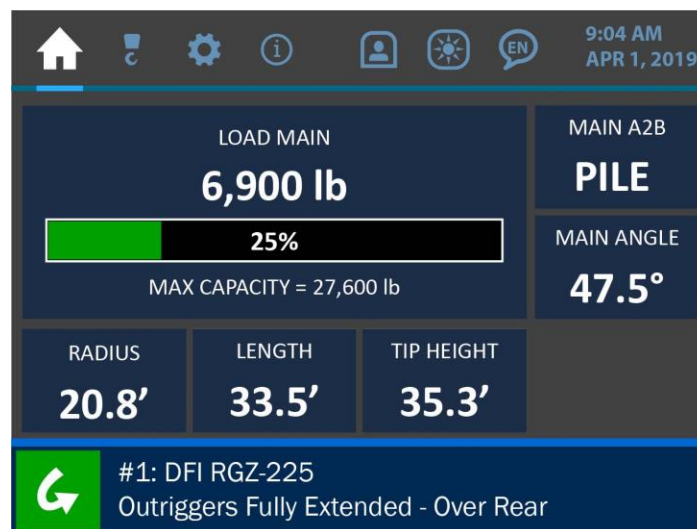 EN
9:04 AM
APR 1, 2019
LOAD MAIN
6,900 lb
25%
MAX CAPACITY = 27,600 lb
MAIN A2B
PILE
MAIN ANGLE
47.5°
RADIUS
20.8′
LENGTH
33.5′
TIP HEIGHT
35.3′
#1: DFI RGZ-225
Outriggers Fully Extended - Over Rear